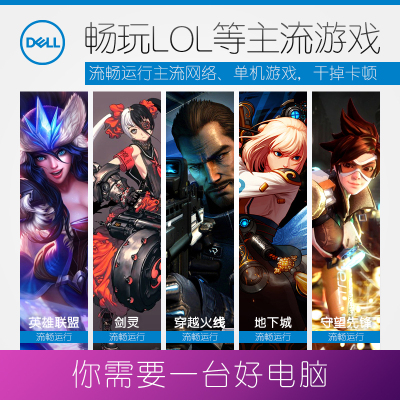 DELL
畅玩LOL等主流游戏
流畅运行主流网络、单机游戏，干掉卡顿
英雄联盟
流畅运行
剑灵
流畅运行
穿越火线
流畅运行
地下城
流畅运行
守望先锋
流畅运行
你需要一台好电脑